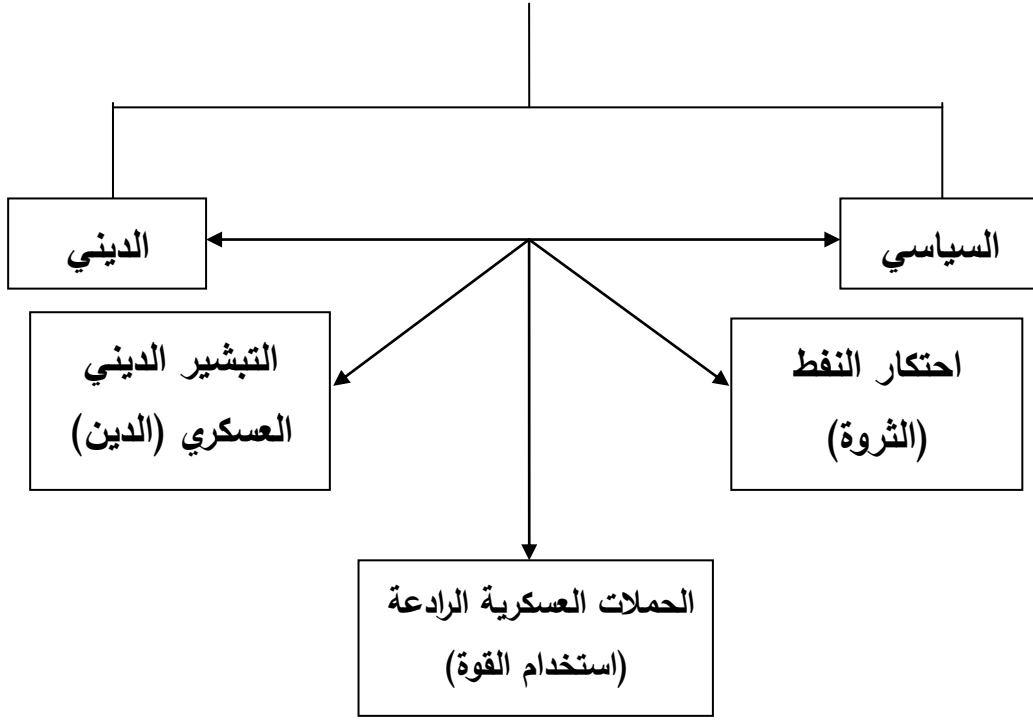 السياسي
الديني
احتكار النفط
(الثروة)
التبشير الديني
العسكري (الدين)
الحملات العسكرية الرادعة
(استخدام القوة)